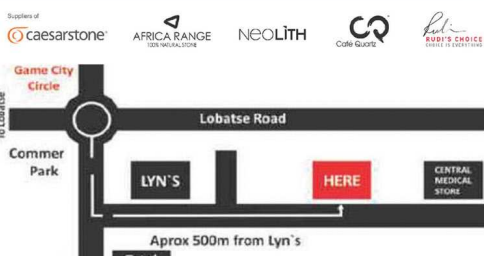 Suppliers of
caesarstone
AFRICA RANGE
100% NATURAL STONE
NEOLITH
CQ
Café Quartz
Rudi
RUDI'S CHOICE
CHOICE IS EVERYTHING
Game City
Circle
To Lobatse
Lobatse Road
Commer
Park
LYN`S
HERE
CENTRAL
MEDICAL
STORE
Aprox 500m from Lyn`s